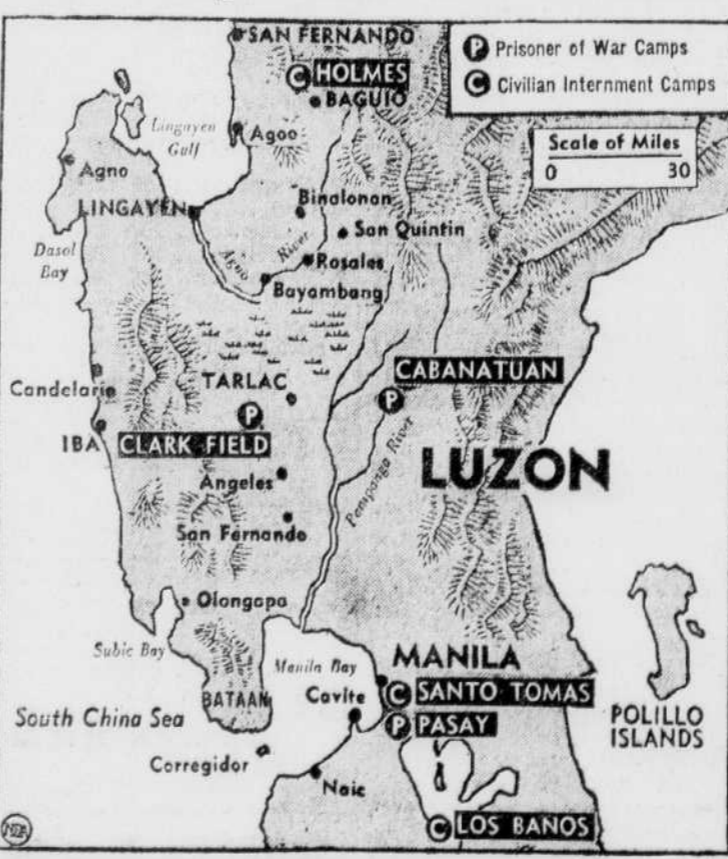 SAN FERNANDO
P Prisoner of War Camps
C Civilian Internment Camps
C HOLMES
BAGUIO
Lingayen
Gulf
Agoo
Scale of Miles
0 30
Agno
LINGAYEN
Binalonan
San Quintin
Dasol
Bay
Agno River
Rosales
Bayambang
CABANATUAN
P
TARLAC
Candelaria
P
IBA CLARK FIELD
LUZON
Angeles
Pampanga River
San Fernando
Olongapo
Subic Bay
Manila Bay
MANILA
C SANTO TOMAS
P PASAY
BATAAN
Cavite
South China Sea
POLILLO
ISLANDS
Corregidor
Naic
C LOS BAÑOS
NEA